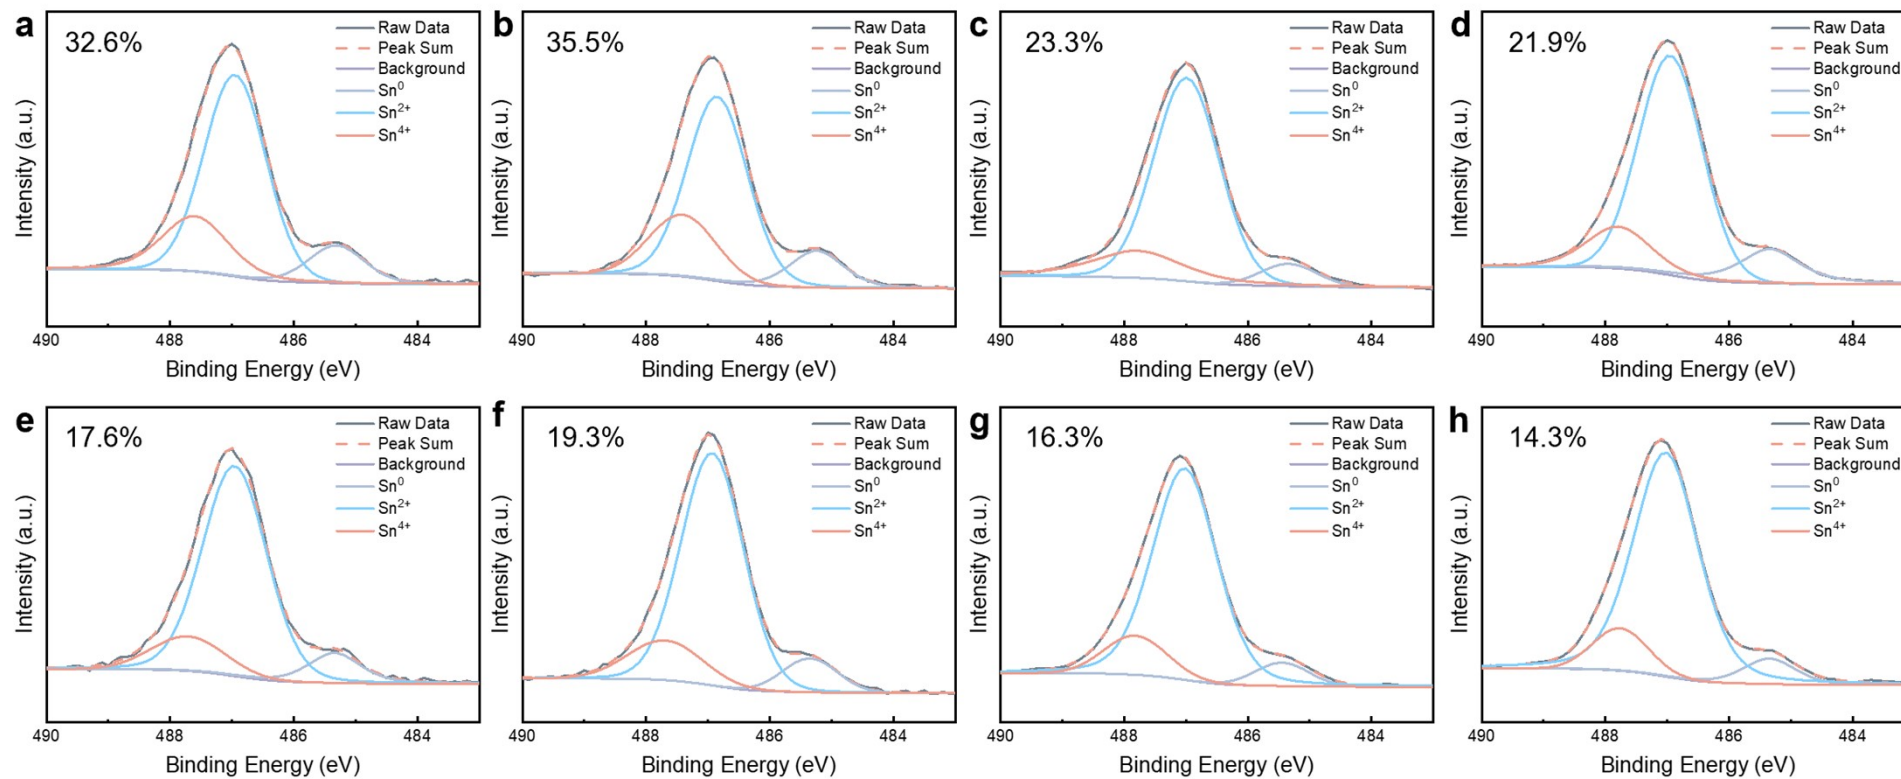 a
32.6%
Raw Data
Peak Sum
Background
Sn⁰
Sn²⁺
Sn⁴⁺
Intensity (a.u.)
490 488 486 484
Binding Energy (eV)
b
35.5%
Raw Data
Peak Sum
Background
Sn⁰
Sn²⁺
Sn⁴⁺
Intensity (a.u.)
490 488 486 484
Binding Energy (eV)
c
23.3%
Raw Data
Peak Sum
Background
Sn⁰
Sn²⁺
Sn⁴⁺
Intensity (a.u.)
490 488 486 484
Binding Energy (eV)
d
21.9%
Raw Data
Peak Sum
Background
Sn⁰
Sn²⁺
Sn⁴⁺
Intensity (a.u.)
490 488 486 484
Binding Energy (eV)
e
17.6%
Raw Data
Peak Sum
Background
Sn⁰
Sn²⁺
Sn⁴⁺
Intensity (a.u.)
490 488 486 484
Binding Energy (eV)
f
19.3%
Raw Data
Peak Sum
Background
Sn⁰
Sn²⁺
Sn⁴⁺
Intensity (a.u.)
490 488 486 484
Binding Energy (eV)
g
16.3%
Raw Data
Peak Sum
Background
Sn⁰
Sn²⁺
Sn⁴⁺
Intensity (a.u.)
490 488 486 484
Binding Energy (eV)
h
14.3%
Raw Data
Peak Sum
Background
Sn⁰
Sn²⁺
Sn⁴⁺
Intensity (a.u.)
490 488 486 484
Binding Energy (eV)